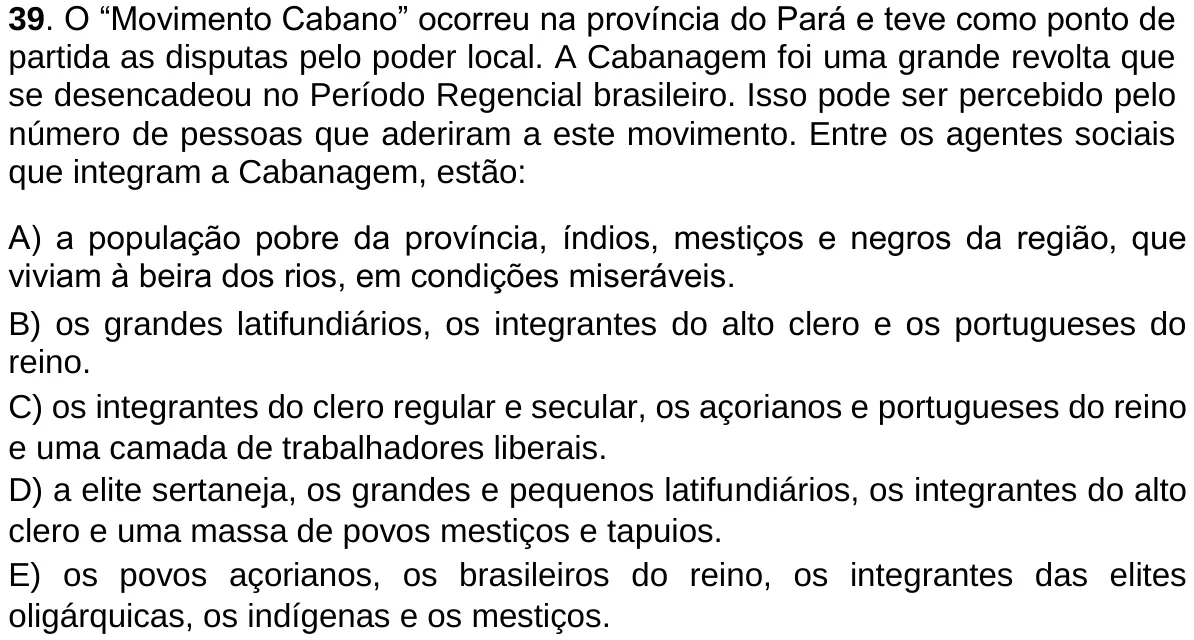 39. O “Movimento Cabano” ocorreu na província do Pará e teve como ponto de
partida as disputas pelo poder local. A Cabanagem foi uma grande revolta que
se desencadeou no Período Regencial brasileiro. Isso pode ser percebido pelo
número de pessoas que aderiram a este movimento. Entre os agentes sociais
que integram a Cabanagem, estão:
A) a população pobre da província, índios, mestiços e negros da região, que
viviam à beira dos rios, em condições miseráveis.
B) os grandes latifundiários, os integrantes do alto clero e os portugueses do
reino.
C) os integrantes do clero regular e secular, os açorianos e portugueses do reino
e uma camada de trabalhadores liberais.
D) a elite sertaneja, os grandes e pequenos latifundiários, os integrantes do alto
clero e uma massa de povos mestiços e tapuios.
E) os povos açorianos, os brasileiros do reino, os integrantes das elites
oligárquicas, os indígenas e os mestiços.